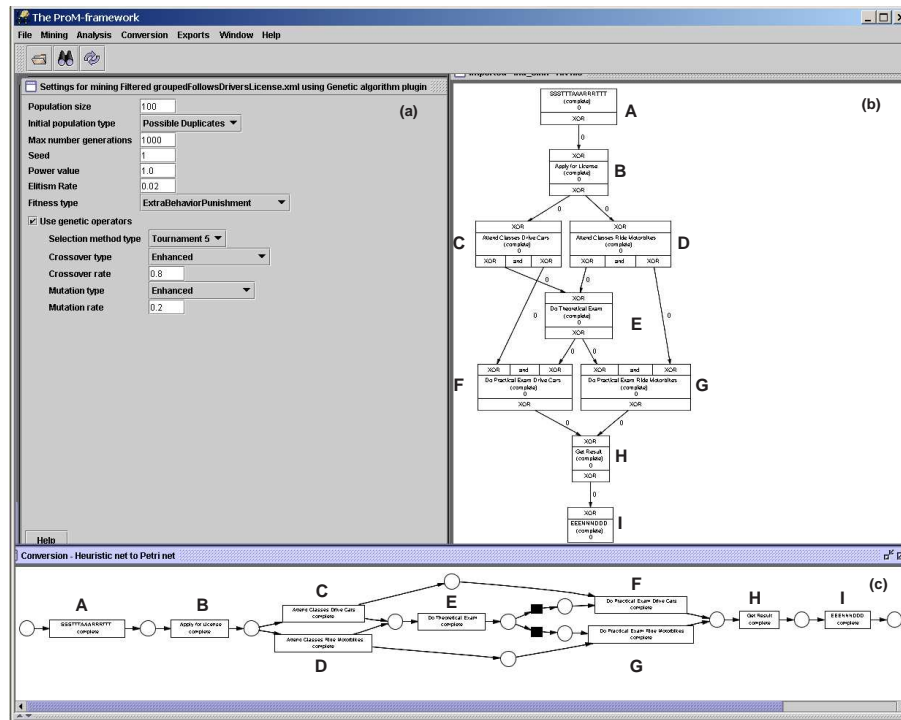 The ProM-framework
File Mining Analysis Conversion Exports Window Help
Settings for mining Filtered groupedFollowsDriversLicense.xml using Genetic algorithm plugin
(a)
Population size 100
Initial population type Possible Duplicates
Max number generations 1000
Seed 1
Power value 1.0
Elitism Rate 0.02
Fitness type ExtraBehaviorPunishment
Use genetic operators
Selection method type Tournament 5
Crossover type Enhanced
Crossover rate 0.8
Mutation type Enhanced
Mutation rate 0.2
Help
(b)
SSSTTTAAARRRTTT
(complete)
0
XOR
A
0
XOR
Apply for License
(complete)
0
XOR
B
0 0
C
XOR
Attend Classes Drive Cars
(complete)
0
XOR and XOR
XOR
Attend Classes Ride Motorbikes
(complete)
0
XOR and XOR
D
0 0
XOR
Do Theoretical Exam
(complete)
0
XOR
E
0 0
0 0
F
XOR and XOR
Do Practical Exam Drive Cars
(complete)
0
XOR
XOR and XOR
Do Practical Exam Ride Motorbikes
(complete)
0
XOR
G
0 0
XOR
Get Result
(complete)
0
XOR
H
0
XOR
EEENNNDDD
(complete)
0
I
Conversion - Heuristic net to Petri net
(c)
A
SSSTTTAAARRRTTT
complete
B
Apply for License
complete
C
Attend Classes Drive Cars
complete
Attend Classes Ride Motorbikes
complete
D
E
Do Theoretical Exam
complete
F
Do Practical Exam Drive Cars
complete
Do Practical Exam Ride Motorbikes
complete
G
H
Get Result
complete
I
EEENNNDDD
complete